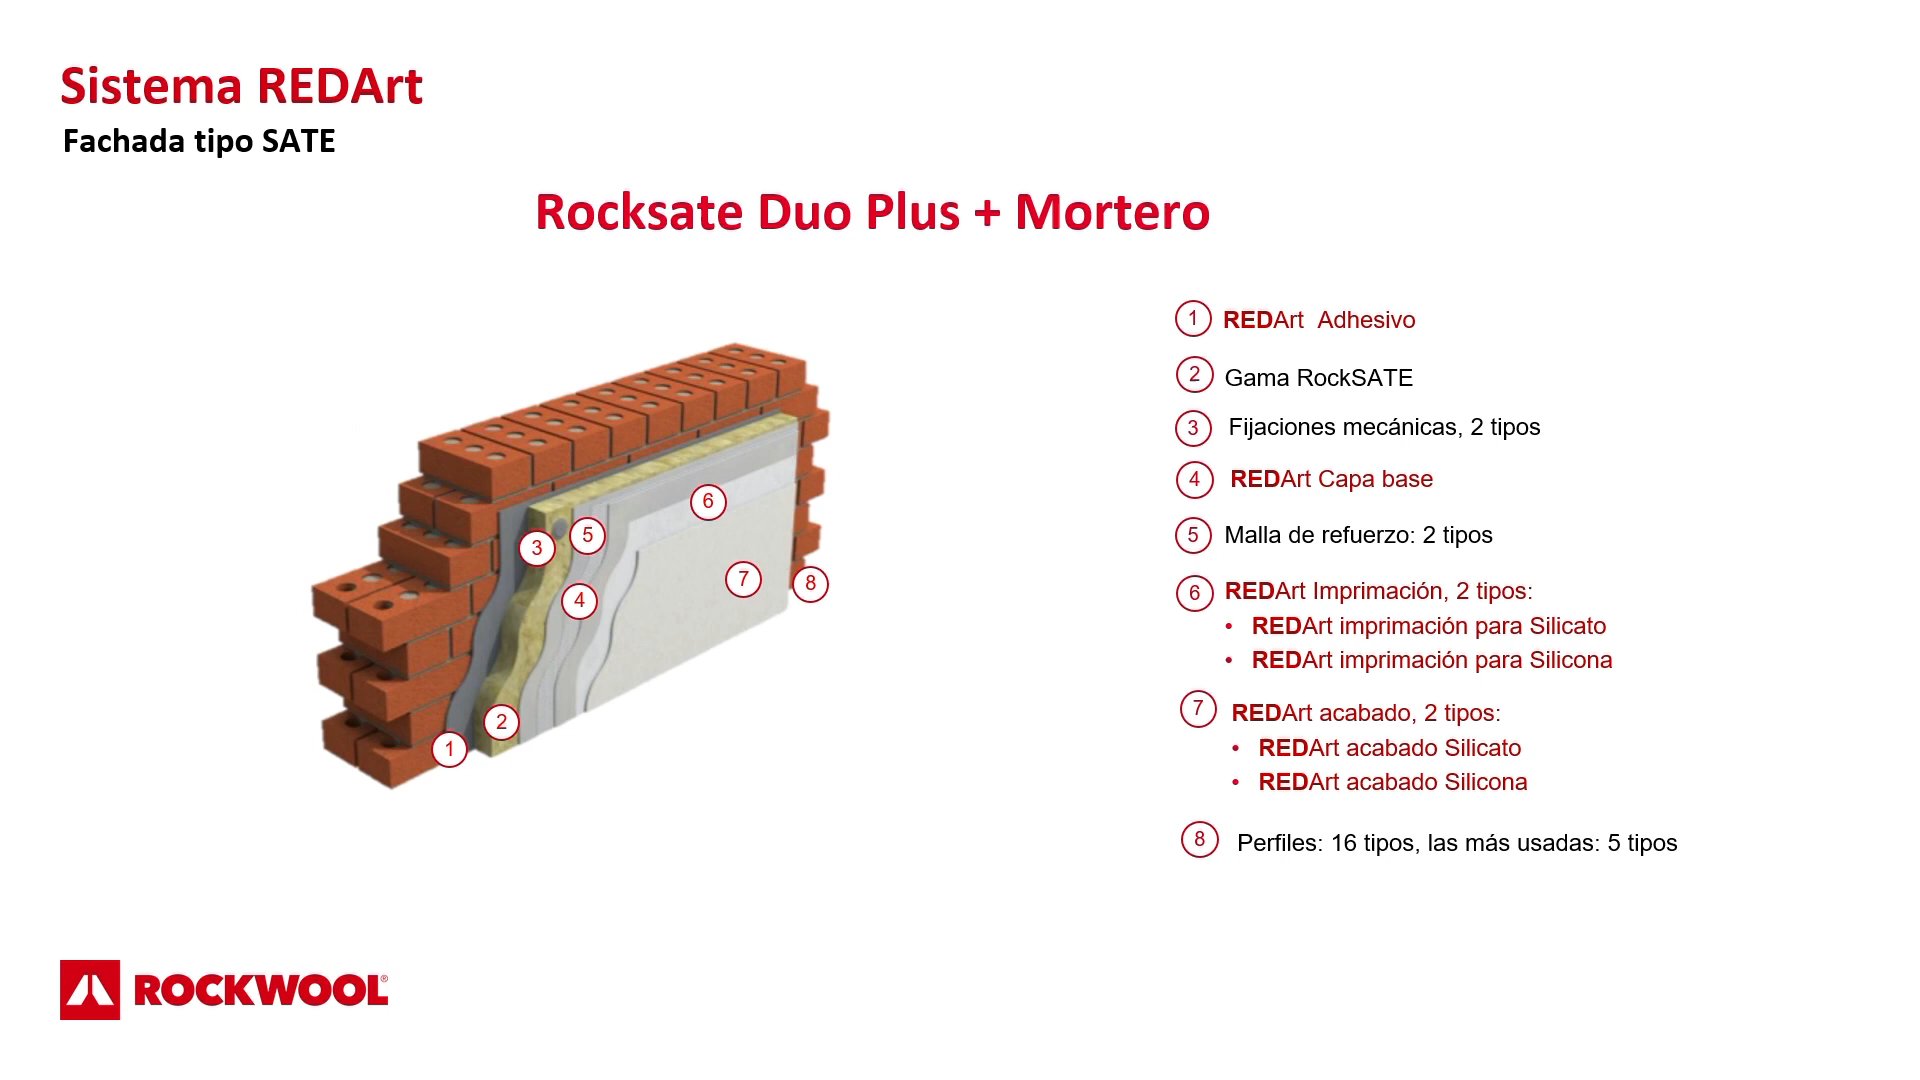 Sistema REDArt
Fachada tipo SATE
Rocksate Duo Plus + Mortero
1 REDArt Adhesivo
2 Gama RockSATE
3 Fijaciones mecánicas, 2 tipos
4 REDArt Capa base
5 Malla de refuerzo: 2 tipos
6 REDArt Imprimación, 2 tipos:
• REDArt imprimación para Silicato
• REDArt imprimación para Silicona
7 REDArt acabado, 2 tipos:
• REDArt acabado Silicato
• REDArt acabado Silicona
8 Perfiles: 16 tipos, las más usadas: 5 tipos
6
5
3
7
8
4
2
1
ROCKWOOL®